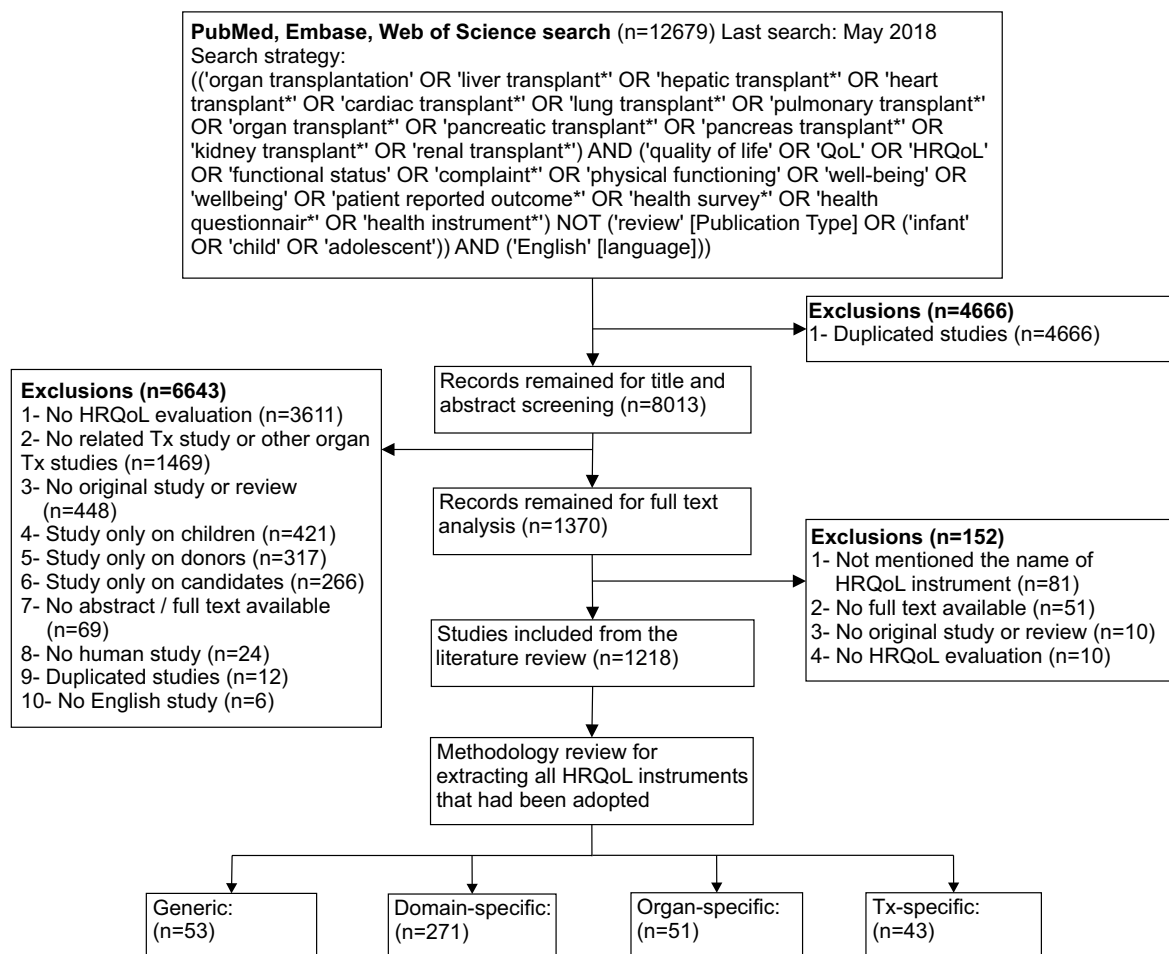 PubMed, Embase, Web of Science search (n=12679) Last search: May 2018
Search strategy:
(('organ transplantation' OR 'liver transplant*' OR 'hepatic transplant*' OR 'heart
transplant*' OR 'cardiac transplant*' OR 'lung transplant*' OR 'pulmonary transplant*'
OR 'organ transplant*' OR 'pancreatic transplant*' OR 'pancreas transplant*' OR
'kidney transplant*' OR 'renal transplant*') AND ('quality of life' OR 'QoL' OR 'HRQoL'
OR 'functional status' OR 'complaint*' OR 'physical functioning' OR 'well-being' OR
'wellbeing' OR 'patient reported outcome*' OR 'health survey*' OR 'health
questionnair*' OR 'health instrument*') NOT ('review' [Publication Type] OR ('infant'
OR 'child' OR 'adolescent')) AND ('English' [language]))
Exclusions (n=4666)
1- Duplicated studies (n=4666)
Records remained for title and
abstract screening (n=8013)
Exclusions (n=6643)
1- No HRQoL evaluation (n=3611)
2- No related Tx study or other organ
Tx studies (n=1469)
3- No original study or review
(n=448)
4- Study only on children (n=421)
5- Study only on donors (n=317)
6- Study only on candidates (n=266)
7- No abstract / full text available
(n=69)
8- No human study (n=24)
9- Duplicated studies (n=12)
10- No English study (n=6)
Records remained for full text
analysis (n=1370)
Exclusions (n=152)
1- Not mentioned the name of
HRQoL instrument (n=81)
2- No full text available (n=51)
3- No original study or review (n=10)
4- No HRQoL evaluation (n=10)
Studies included from the
literature review (n=1218)
Methodology review for
extracting all HRQoL instruments
that had been adopted
Generic:
(n=53)
Domain-specific:
(n=271)
Organ-specific:
(n=51)
Tx-specific:
(n=43)